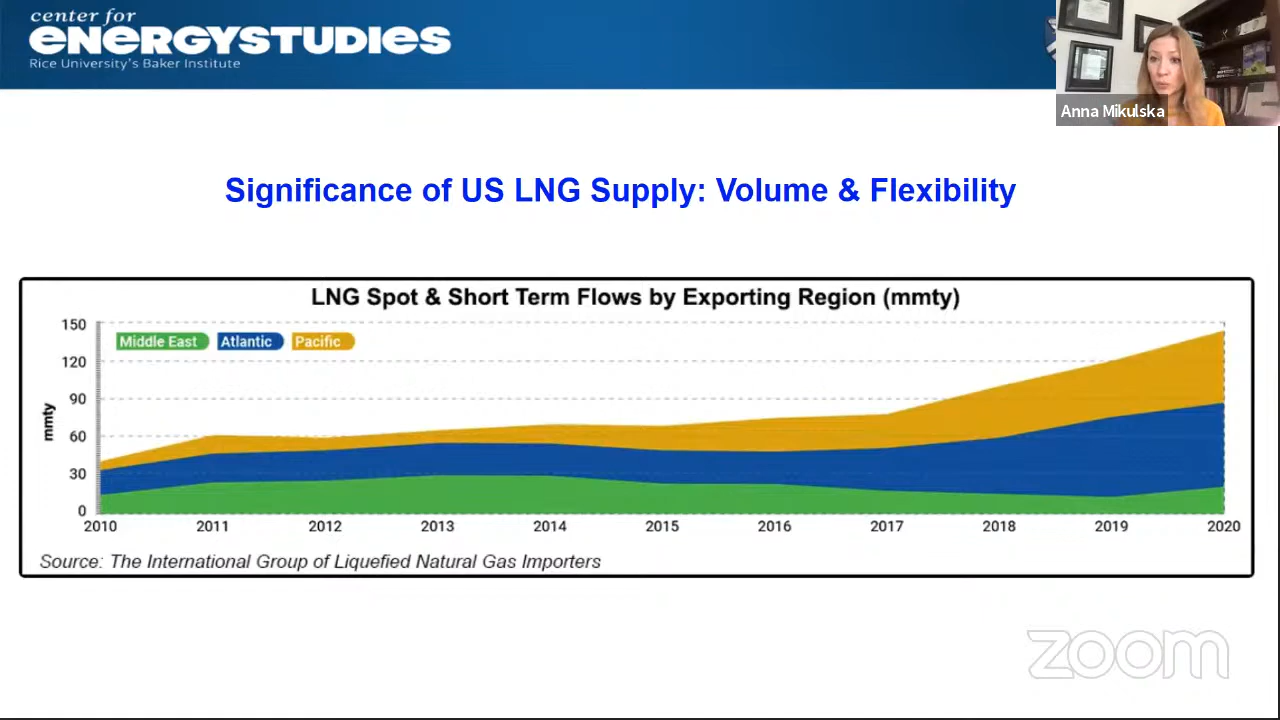 center for
ENERGYSTUDIES
Rice University's Baker Institute
Anna Mikulska
Significance of US LNG Supply: Volume & Flexibility
LNG Spot & Short Term Flows by Exporting Region (mmty)
150
Middle East Atlantic Pacific
120
90
mmty
60
30
0
2010 2011 2012 2013 2014 2015 2016 2017 2018 2019 2020
Source: The International Group of Liquefied Natural Gas Importers
zoom